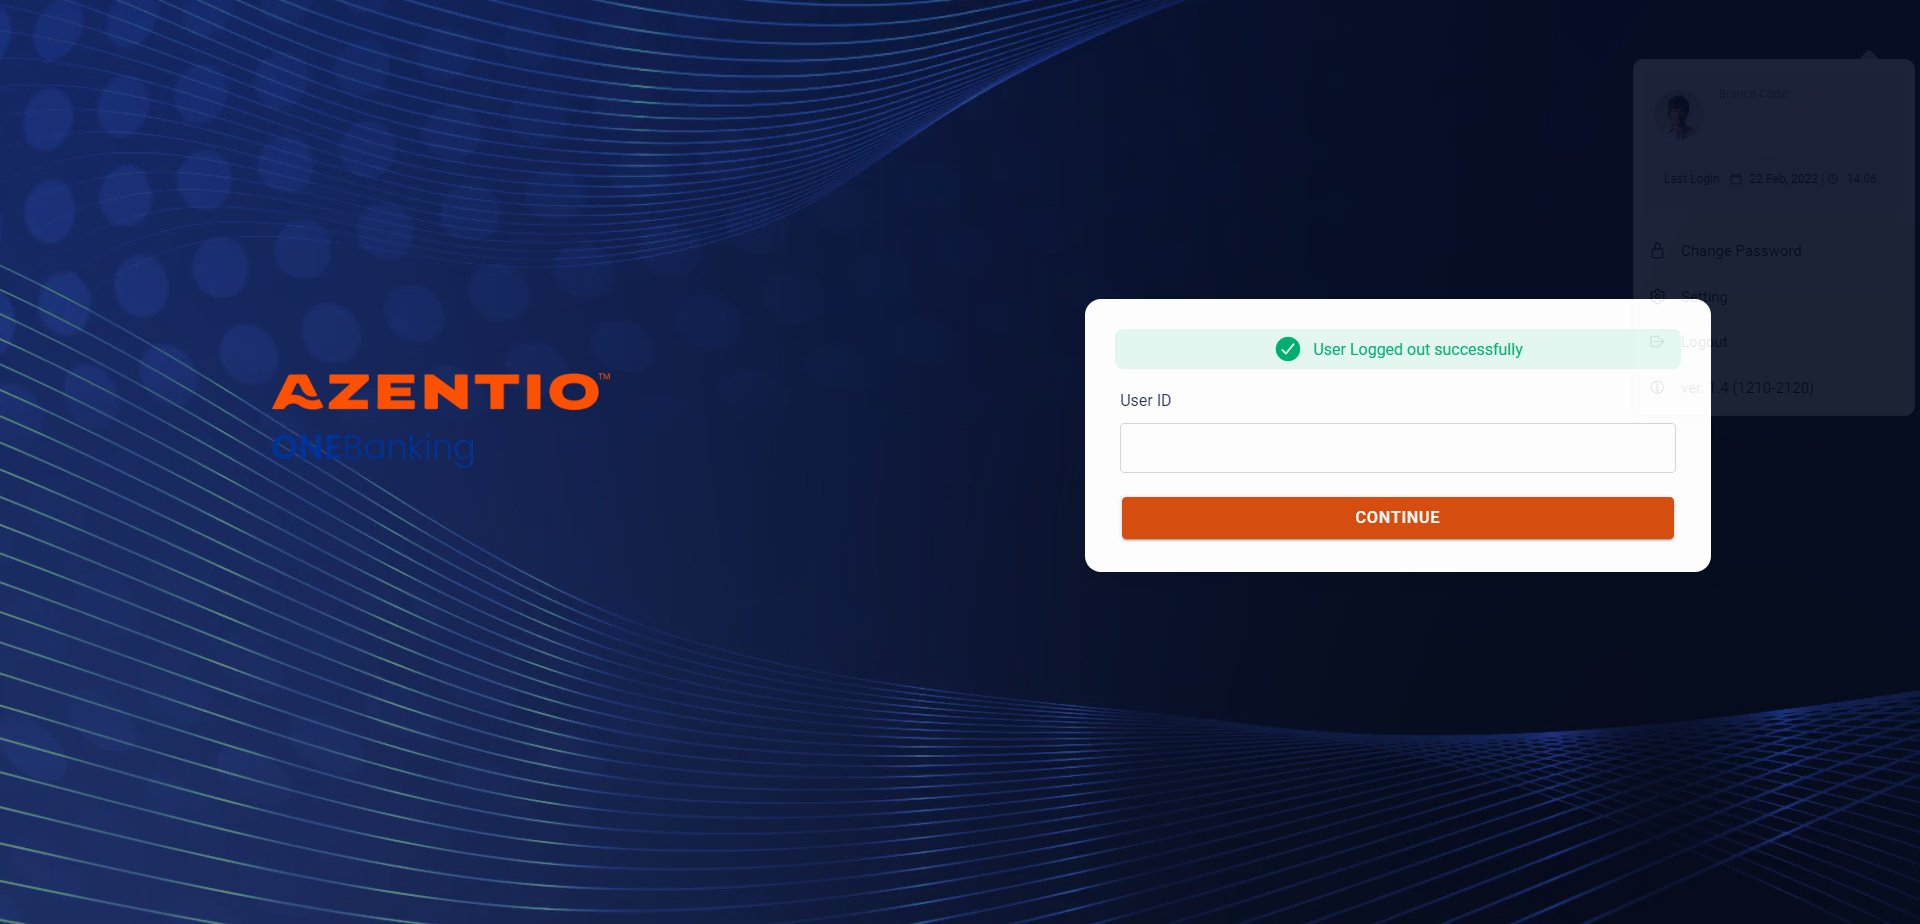 Branch Code
Last Login 22 Feb, 2022 | 14:06
Change Password
Setting
User Logged out successfully
Logout
ver. 1.4 (1210-2120)
User ID
AZENTIO™
ONEBanking
CONTINUE